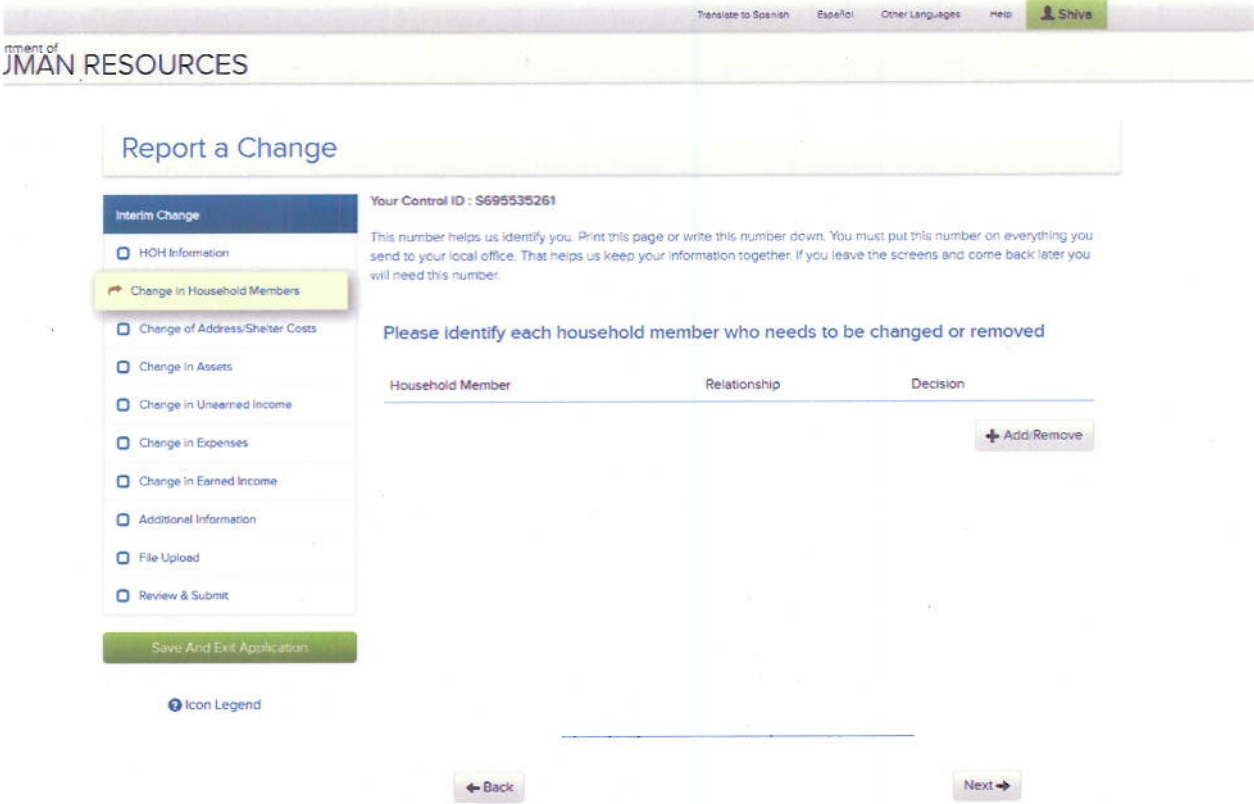 Translate to Spanish Español Other Languages Help Shiva
rtment of
UMAN RESOURCES
Report a Change
Interim Change
HOH Information
Change in Household Members
Change of Address/Shelter Costs
Change in Assets
Change in Unearned Income
Change in Expenses
Change in Earned Income
Additional Information
File Upload
Review & Submit
Save And Exit Application
Icon Legend
Your Control ID : S695535261
This number helps us identify you. Print this page or write this number down. You must put this number on everything you
send to your local office. That helps us keep your information together. If you leave the screens and come back later you
will need this number.
Please identify each household member who needs to be changed or removed
Household Member Relationship Decision
Add/Remove
Back Next